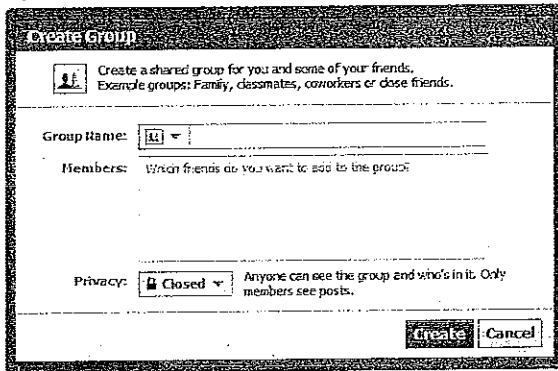 Create Group
Create a shared group for you and some of your friends.
Example groups: Family, classmates, coworkers or close friends.
Group Name:
Members: Which friends do you want to add to the group?
Privacy: Closed Anyone can see the group and who's in it. Only
members see posts.
Create Cancel